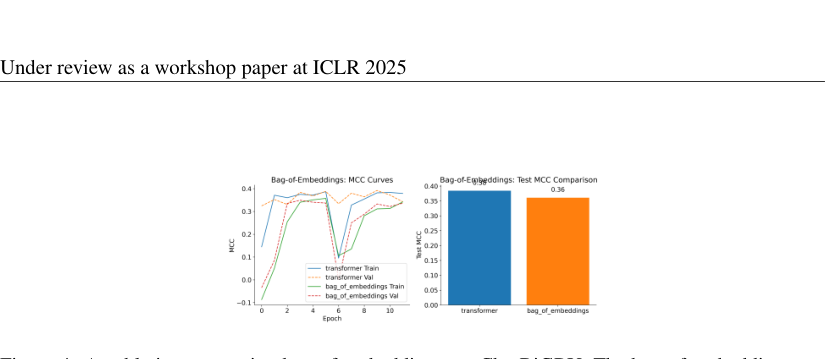 Under review as a workshop paper at ICLR 2025
Bag-of-Embeddings: MCC Curves
MCC
0.4
0.3
0.2
0.1
0.0
−0.1
0 2 4 6 8 10
Epoch
transformer Train
transformer Val
bag_of_embeddings Train
bag_of_embeddings Val
Bag-of-Embeddings: Test MCC Comparison
Test MCC
0.40
0.35
0.30
0.25
0.20
0.15
0.10
0.05
0.00
0.38
0.36
transformer bag_of_embeddings